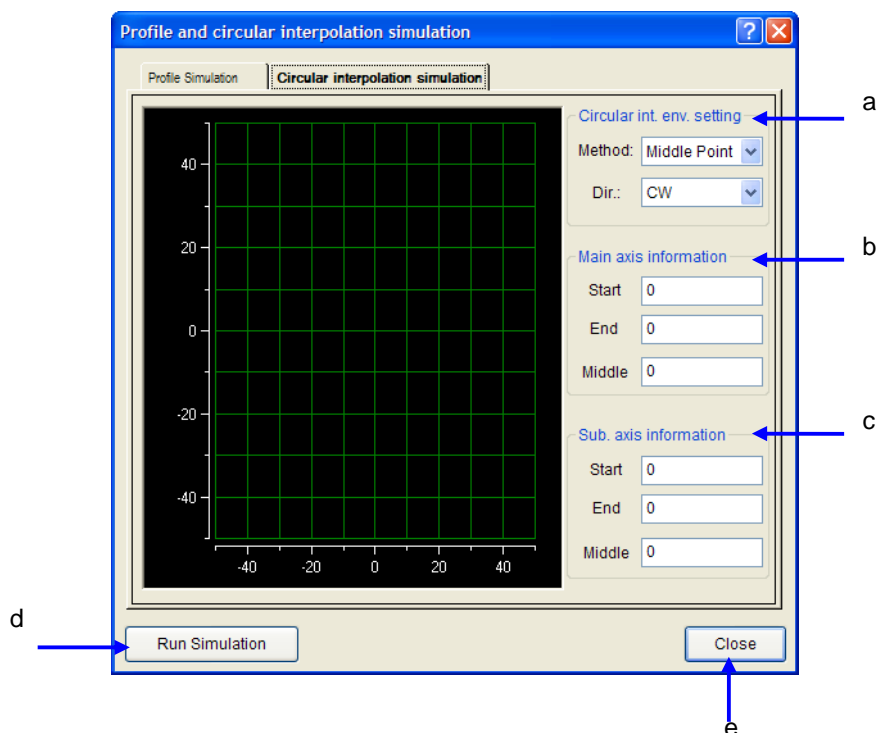 Profile and circular interpolation simulation
Profile Simulation
Circular interpolation simulation
Circular int. env. setting
a
Method: Middle Point
Dir.: CW
Main axis information
b
Start 0
End 0
Middle 0
Sub. axis information
c
Start 0
End 0
Middle 0
40
20
0
-20
-40
-40 -20 0 20 40
d
Run Simulation
Close
e